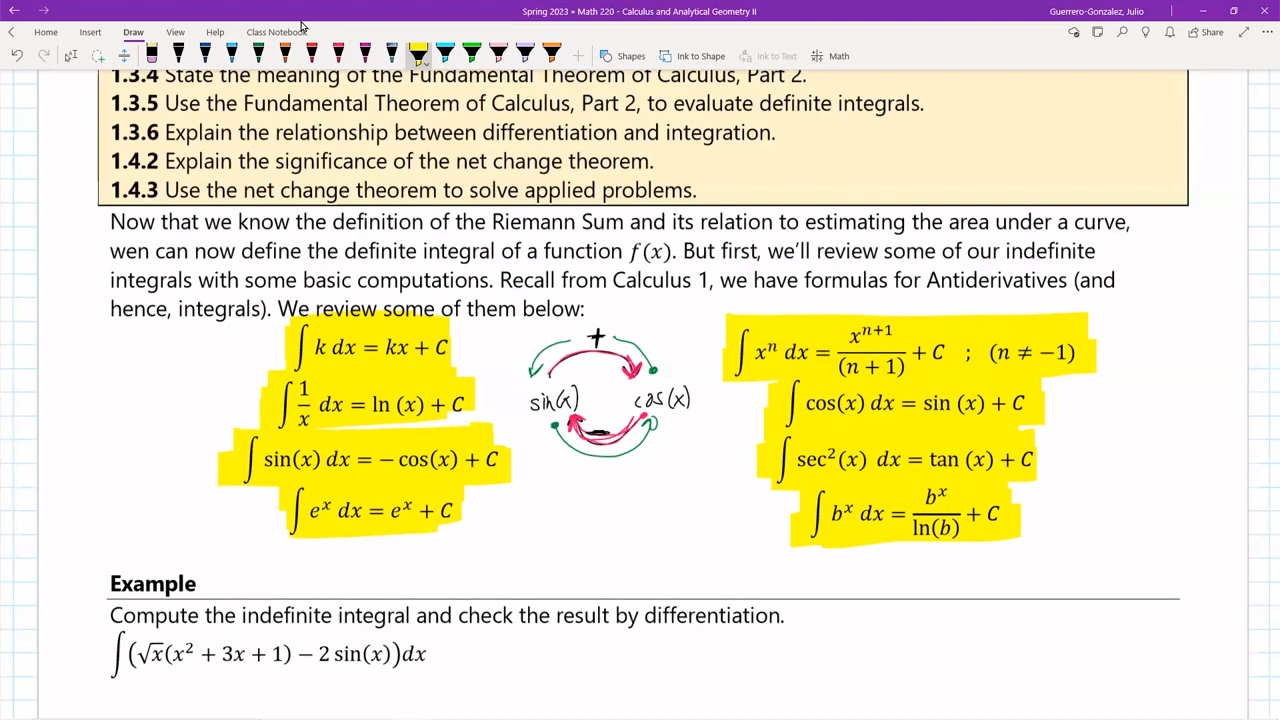 Spring 2023 » Math 220 - Calculus and Analytical Geometry II
Guerrero-Gonzalez, Julio
Home Insert Draw View Help Class Notebook
Share
Shapes Ink to Shape Ink to Text Math
1.3.4 State the meaning of the Fundamental Theorem of Calculus, Part 2.
1.3.5 Use the Fundamental Theorem of Calculus, Part 2, to evaluate definite integrals.
1.3.6 Explain the relationship between differentiation and integration.
1.4.2 Explain the significance of the net change theorem.
1.4.3 Use the net change theorem to solve applied problems.
Now that we know the definition of the Riemann Sum and its relation to estimating the area under a curve,
wen can now define the definite integral of a function f(x). But first, we'll review some of our indefinite
integrals with some basic computations. Recall from Calculus 1, we have formulas for Antiderivatives (and
hence, integrals). We review some of them below:
∫ k dx = kx + C
∫ 1/x dx = ln (x) + C
∫ sin(x) dx = − cos(x) + C
∫ eˣ dx = eˣ + C
+
sin(x) cos(x)
−
∫ xⁿ dx = xⁿ⁺¹/(n + 1) + C ; (n ≠ −1)
∫ cos(x) dx = sin (x) + C
∫ sec²(x) dx = tan (x) + C
∫ bˣ dx = bˣ/ln(b) + C
Example
Compute the indefinite integral and check the result by differentiation.
∫(√x(x² + 3x + 1) − 2 sin(x))dx